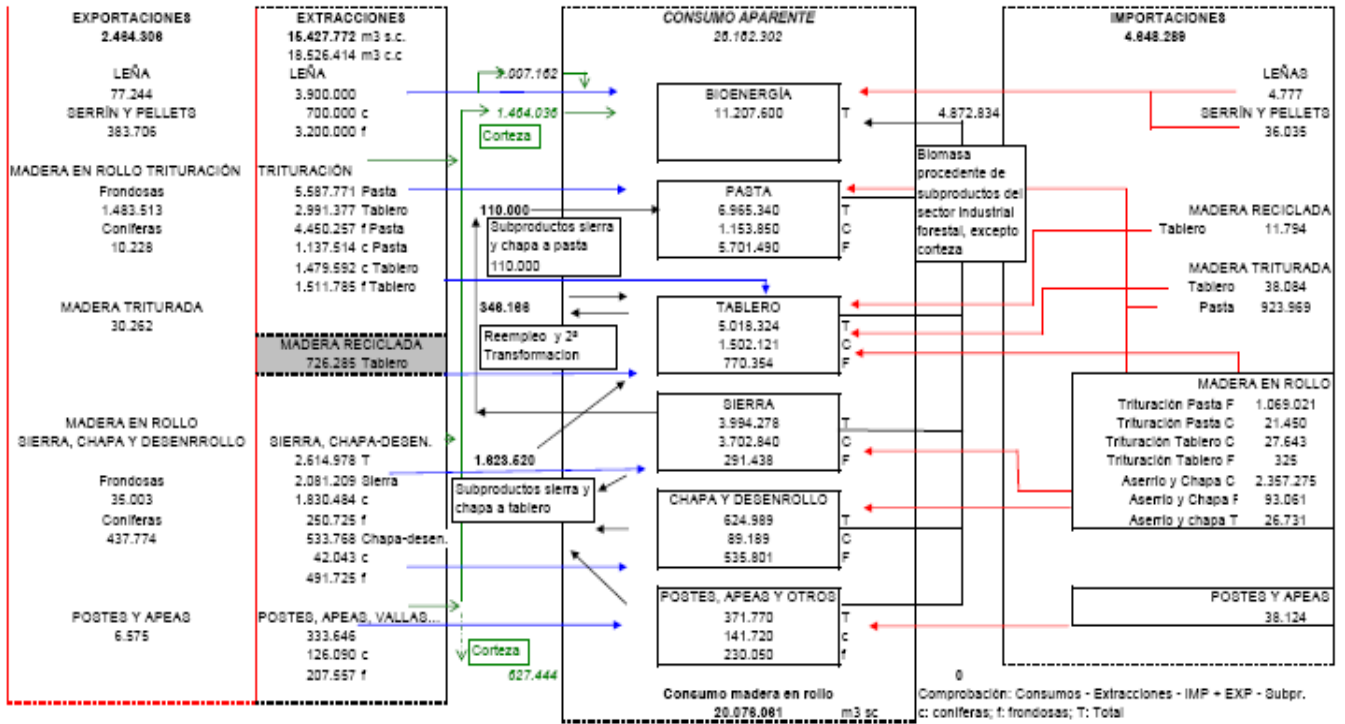 EXPORTACIONES
2.464.306
LEÑA
77.244
SERRÍN Y PELLETS
383.706
MADERA EN ROLLO TRITURACIÓN
Frondosas
1.483.513
Coníferas
10.228
MADERA TRITURADA
30.262
MADERA EN ROLLO
SIERRA, CHAPA Y DESENRROLLO
Frondosas
35.003
Coníferas
437.774
POSTES Y APEAS
6.575
EXTRACCIONES
15.427.772 m3 s.c.
18.526.414 m3 c.c
LEÑA
3.900.000
700.000 c
3.200.000 f
TRITURACIÓN
5.587.771 Pasta
2.991.377 Tablero
4.450.257 f Pasta
1.137.514 c Pasta
1.479.592 c Tablero
1.511.785 f Tablero
MADERA RECICLADA
726.285 Tablero
SIERRA, CHAPA-DESEN.
2.614.978 T
2.081.209 Sierra
1.830.484 c
250.725 f
533.768 Chapa-desen.
42.043 c
491.725 f
POSTES, APEAS, VALLAS...
333.646
126.090 c
207.557 f
.007.162
1.464.036
Corteza
110.000
Subproductos sierra
y chapa a pasta
110.000
346.166
Reempleo y 2ª
Transformacion
1.623.520
Subproductos sierra y
chapa a tablero
Corteza
627.444
CONSUMO APARENTE
26.162.302
BIOENERGÍA
11.207.600 T
PASTA
6.965.340 T
1.153.850 C
5.701.490 F
TABLERO
5.018.324 T
1.502.121 C
770.354 F
SIERRA
3.994.278 T
3.702.840 C
291.438 F
CHAPA Y DESENROLLO
624.989 T
89.189 C
535.801 F
POSTES, APEAS Y OTROS
371.770 T
141.720 c
230.050 f
Consumo madera en rollo
20.076.061 m3 sc
4.872.834
Biomasa
procedente de
subproductos del
sector industrial
forestal, excepto
corteza
IMPORTACIONES
4.648.289
LEÑAS
4.777
SERRÍN Y PELLETS
36.035
MADERA RECICLADA
Tablero 11.794
MADERA TRITURADA
Tablero 38.084
Pasta 923.969
MADERA EN ROLLO
Trituración Pasta F 1.069.021
Trituración Pasta C 21.450
Trituración Tablero C 27.643
Trituración Tablero F 325
Aserrío y Chapa C 2.357.275
Aserrío y Chapa F 93.061
Aserrío y chapa T 26.731
POSTES Y APEAS
38.124
0
Comprobación: Consumos - Extracciones - IMP + EXP - Subpr.
c: coníferas; f: frondosas; T: Total